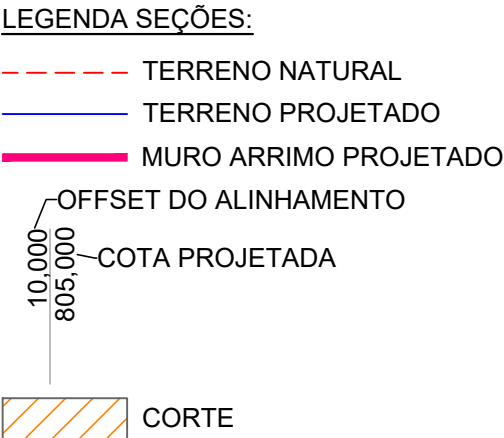 LEGENDA SEÇÕES:
TERRENO NATURAL
TERRENO PROJETADO
MURO ARRIMO PROJETADO
OFFSET DO ALINHAMENTO
10,000
805,000
COTA PROJETADA
CORTE